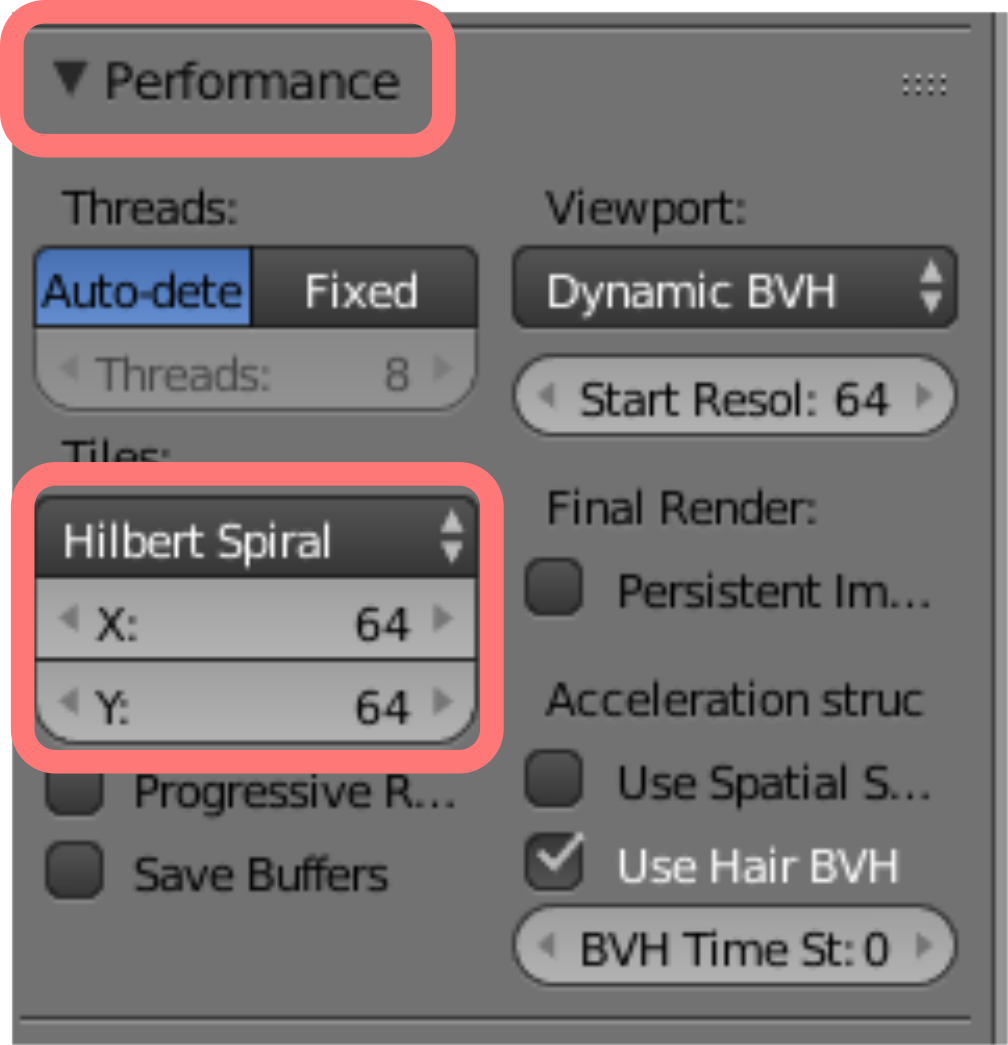 Performance
Threads:
Auto-dete Fixed
Threads: 8
Tiles:
Hilbert Spiral
X: 64
Y: 64
Progressive R...
Save Buffers
Viewport:
Dynamic BVH
Start Resol: 64
Final Render:
Persistent Im...
Acceleration struc
Use Spatial S...
Use Hair BVH
BVH Time St: 0